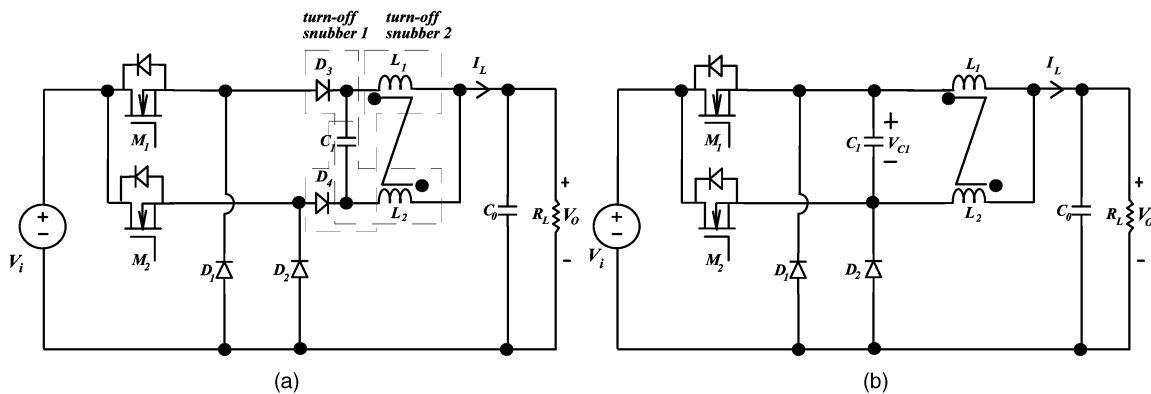 turn-off
snubber 1
turn-off
snubber 2
D3
L1
IL
M1
C1
D4
L2
M2
+
−
Vi
D1
D2
C0
RL
+
VO
−
(a)
L1
IL
M1
C1
+
VC1
−
L2
M2
+
−
Vi
D1
D2
C0
RL
+
VO
−
(b)